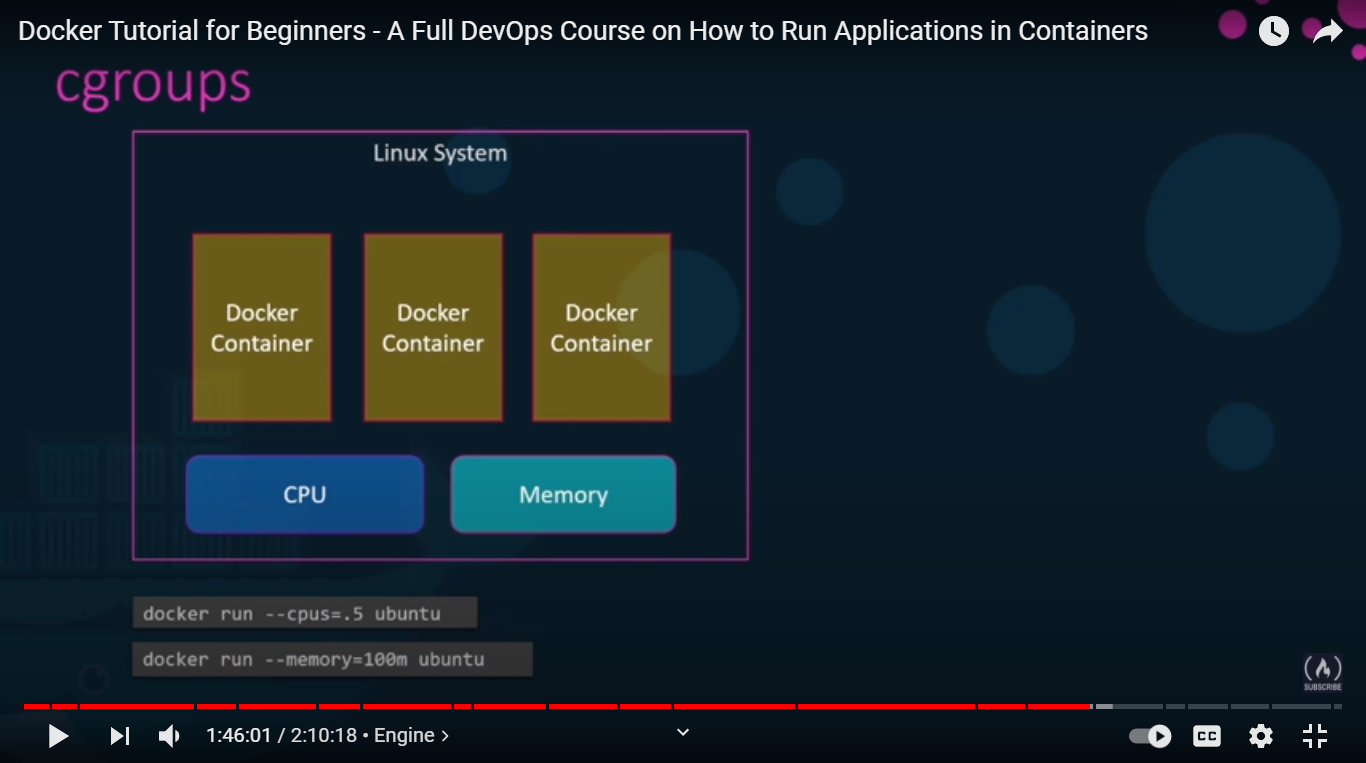 Docker Tutorial for Beginners - A Full DevOps Course on How to Run Applications in Containers
cgroups
Linux System
Docker
Container
Docker
Container
Docker
Container
CPU
Memory
docker run --cpus=.5 ubuntu
docker run --memory=100m ubuntu
SUBSCRIBE
1:46:01 / 2:10:18 • Engine >
CC